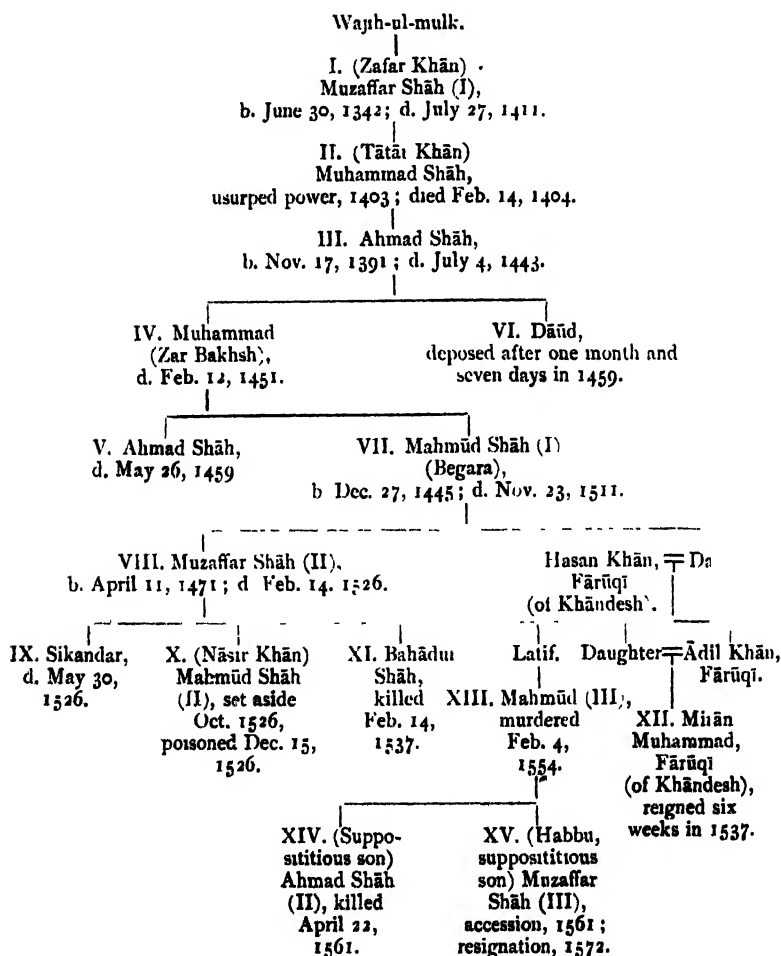 Wajīh-ul-mulk.
I. (Zafar Khān)
Muzaffar Shāh (I),
b. June 30, 1342; d. July 27, 1411.
II. (Tātār Khān)
Muhammad Shāh,
usurped power, 1403; died Feb. 14, 1404.
III. Ahmad Shāh,
b. Nov. 17, 1391; d. July 4, 1443.
IV. Muhammad
(Zar Bakhsh),
d. Feb. 12, 1451.
VI. Dāūd,
deposed after one month and
seven days in 1459.
V. Ahmad Shāh,
d. May 26, 1459
VII. Mahmūd Shāh (I)
(Begara),
b Dec. 27, 1445; d. Nov. 23, 1511.
VIII. Muzaffar Shāh (II).
b. April 11, 1471; d Feb. 14. 1526.
Hasan Khān, = Da
Fārūqi
(of Khāndesh).
IX. Sikandar,
d. May 30,
1526.
X. (Nāsir Khān)
Mahmūd Shāh
(II), set aside
Oct. 1526,
poisoned Dec. 15,
1526.
XI. Bahādur
Shāh,
killed
Feb. 14,
1537.
Latif.
XIII. Mahmūd (III),
murdered
Feb. 4,
1554.
Daughter = Ādil Khān,
Fārūqi.
XII. Mirān
Muhammad,
Fārūqi
(of Khāndesh),
reigned six
weeks in 1537.
XIV. (Suppo-
sititious son)
Ahmad Shāh
(II), killed
April 22,
1561.
XV. (Habbu,
supposititious
son) Muzaffar
Shāh (III),
accession, 1561;
resignation, 1572.